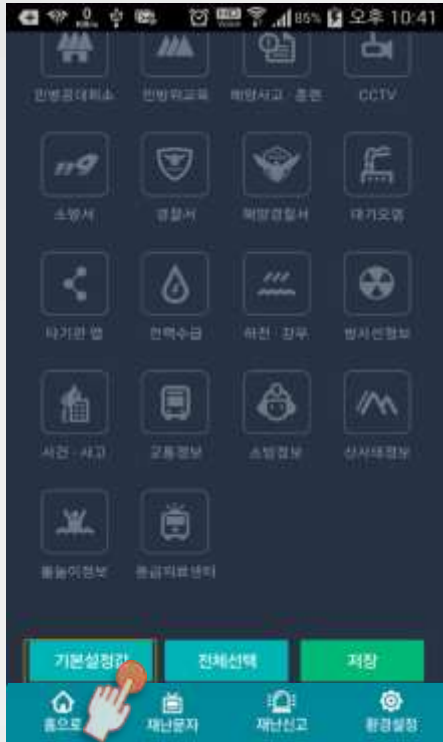 85% 오후 10:41
민방공대피소 민방위교육 해양사고·훈련 CCTV
119
소방서 경찰서 해양경찰서 대기오염
타기관 앱 전력수급 하천·강우 방사선정보
사건·사고 교통정보 소방정보 산사태정보
물놀이정보 응급의료센터
기본설정값 전체선택 저장
홈으로 재난문자 재난신고 환경설정